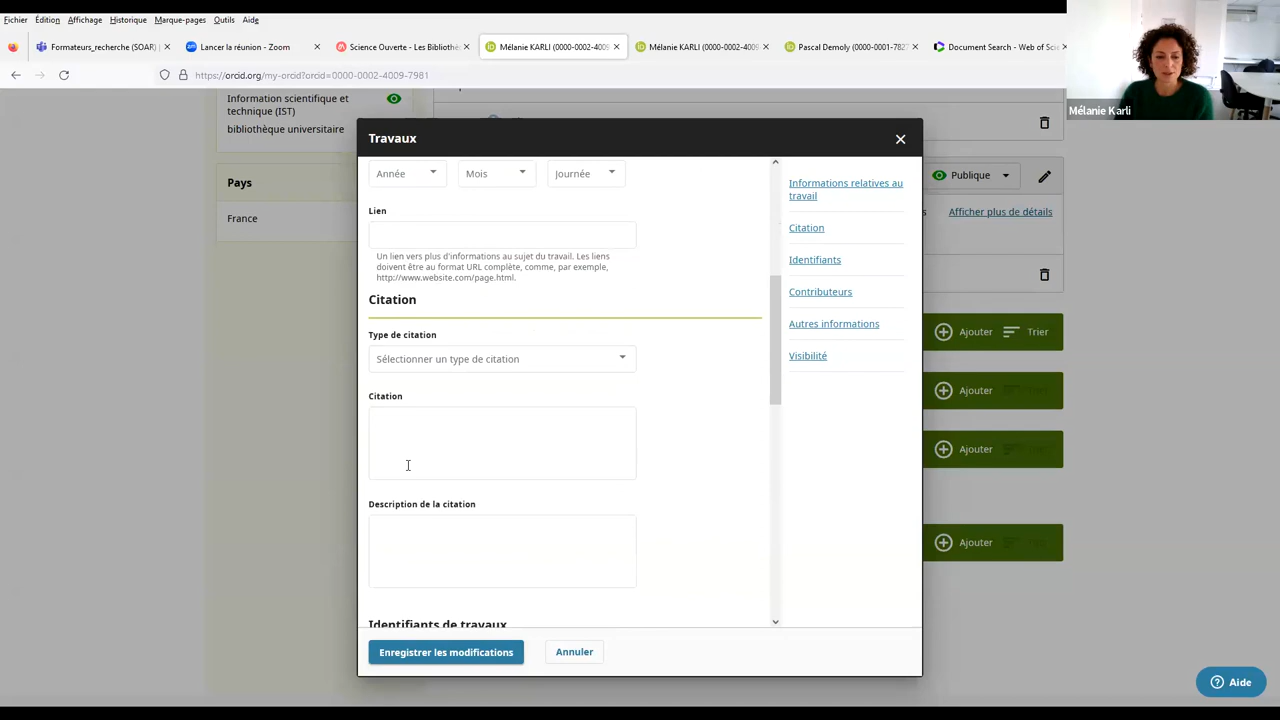 Fichier Édition Affichage Historique Marque-pages Outils Aide
Formateurs_recherche (SOAR) | Lancer la réunion - Zoom Science Ouverte - Les Bibliothè Mélanie KARLI (0000-0002-4009 Mélanie KARLI (0000-0002-4009 Pascal Demoly (0000-0001-782 Document Search - Web of Scie
https://orcid.org/my-orcid?orcid=0000-0002-4009-7981
Mélanie Karli
Information scientifique et
technique (IST)
bibliothèque universitaire
Pays
France
Publique
Afficher plus de détails
Ajouter Trier
Ajouter
Ajouter
Ajouter
Travaux
Année Mois Journée
Lien
Un lien vers plus d'informations au sujet du travail. Les liens
doivent être au format URL complète, comme, par exemple,
http://www.website.com/page.html.
Citation
Type de citation
Sélectionner un type de citation
Citation
Description de la citation
Identifiants de travaux
Informations relatives au
travail
Citation
Identifiants
Contributeurs
Autres informations
Visibilité
Enregistrer les modifications Annuler
Aide